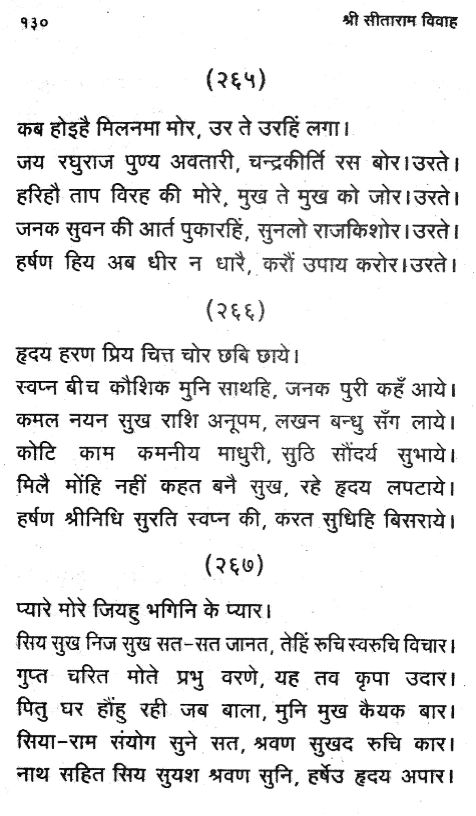 १३० श्री सीताराम विवाह
(२६५)
कब होइहै मिलनमा मोर, उर ते उरहिं लगा।
जय रघुराज पुण्य अवतारी, चन्द्रकीर्ति रस बोर।उरते।
हरिहौ ताप विरह की मोरे, मुख ते मुख को जोर।उरते।
जनक सुवन की आर्त पुकारहिं, सुनलो राजकिशोर।उरते।
हर्षण हिय अब धीर न धारै, करौं उपाय करोर।उरते।
(२६६)
हृदय हरण प्रिय चित्त चोर छबि छाये।
स्वप्न बीच कौशिक मुनि साथहि, जनक पुरी कहँ आये।
कमल नयन सुख राशि अनूपम, लखन बन्धु सँग लाये।
कोटि काम कमनीय माधुरी, सुठि सौंदर्य सुभाये।
मिलै मोंहि नहीं कहत बनै सुख, रहे हृदय लपटाये।
हर्षण श्रीनिधि सुरति स्वप्न की, करत सुधिहि बिसराये।
(२६७)
प्यारे मोरे जियहु भगिनि के प्यार।
सिय सुख निज सुख सत-सत जानत, तेहिं रुचि स्वरुचि विचार।
गुप्त चरित मोते प्रभु वरणे, यह तव कृपा उदार।
पितु घर हौंहु रही जब बाला, मुनि मुख कैयक बार।
सिया-राम संयोग सुने सत, श्रवण सुखद रुचि कार।
नाथ सहित सिय सुयश श्रवण सुनि, हर्षेउ हृदय अपार।